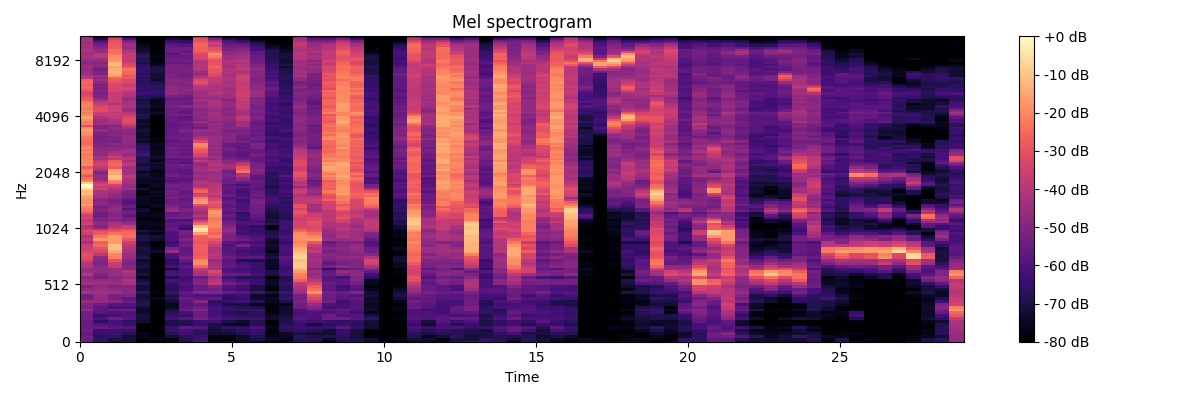 Mel spectrogram
Hz
8192
4096
2048
1024
512
0
0 5 10 15 20 25
Time
+0 dB
-10 dB
-20 dB
-30 dB
-40 dB
-50 dB
-60 dB
-70 dB
-80 dB